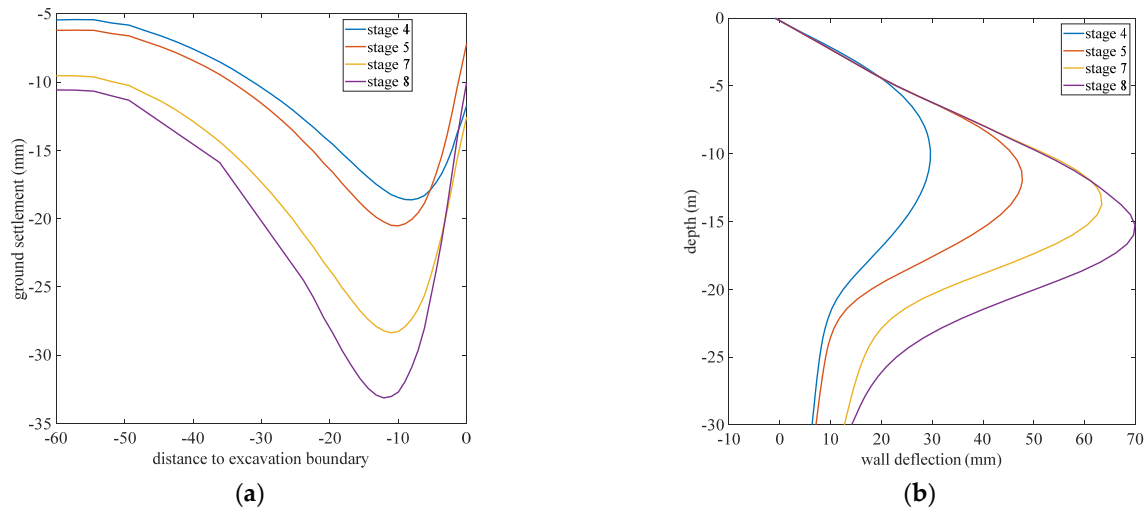 -5
-10
-15
-20
-25
-30
-35
ground settlement (mm)
-60 -50 -40 -30 -20 -10 0
distance to excavation boundary
stage 4
stage 5
stage 7
stage 8
(a)
0
-5
-10
-15
-20
-25
-30
depth (m)
-10 0 10 20 30 40 50 60 70
wall deflection (mm)
stage 4
stage 5
stage 7
stage 8
(b)